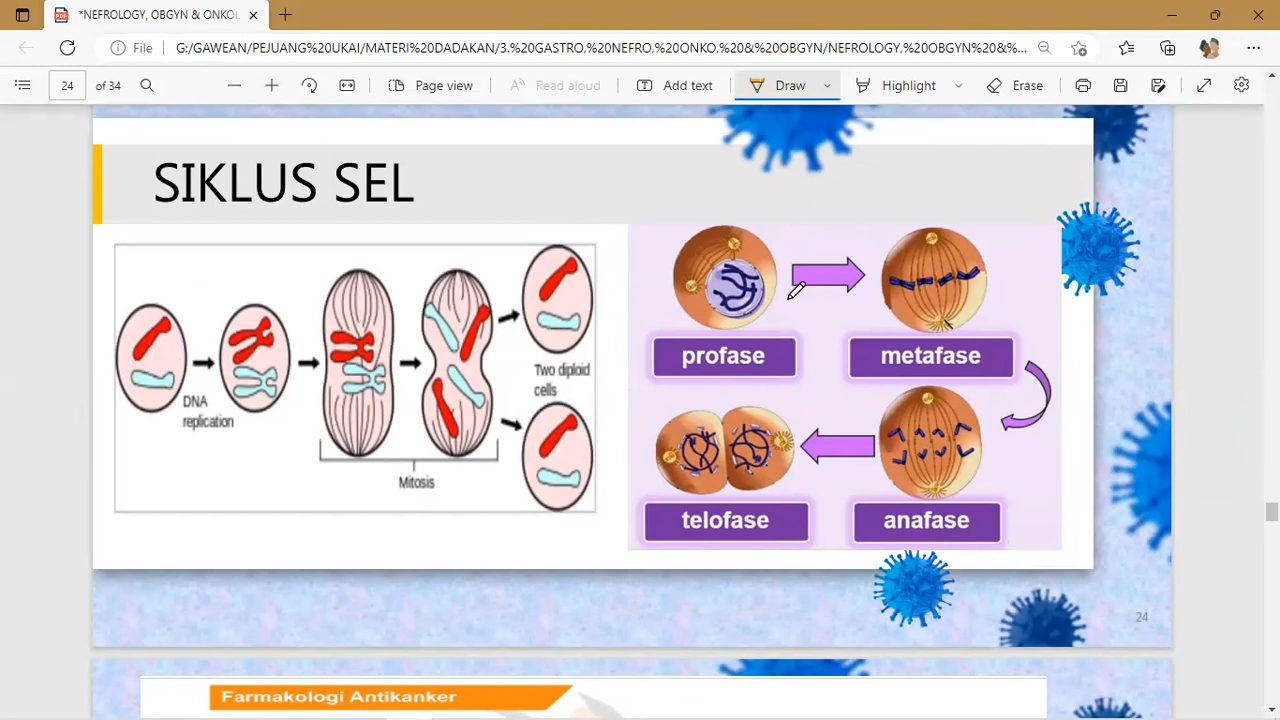 *NEFROLOGY, OBGYN & ONKOL
File
G:/GAWEAN/PEJUANG%20UKAI/MATERI%20DADAKAN/3.%20GASTRO,%20NEFRO,%20ONKO,%20&%20OBGYN/NEFROLOGY,%20OBGYN%20&%...
24 of 34
Page view
Read aloud
Add text
Draw
Highlight
Erase
SIKLUS SEL
DNA
replication
Mitosis
Two diploid
cells
profase
metafase
telofase
anafase
24
Farmakologi Antikanker